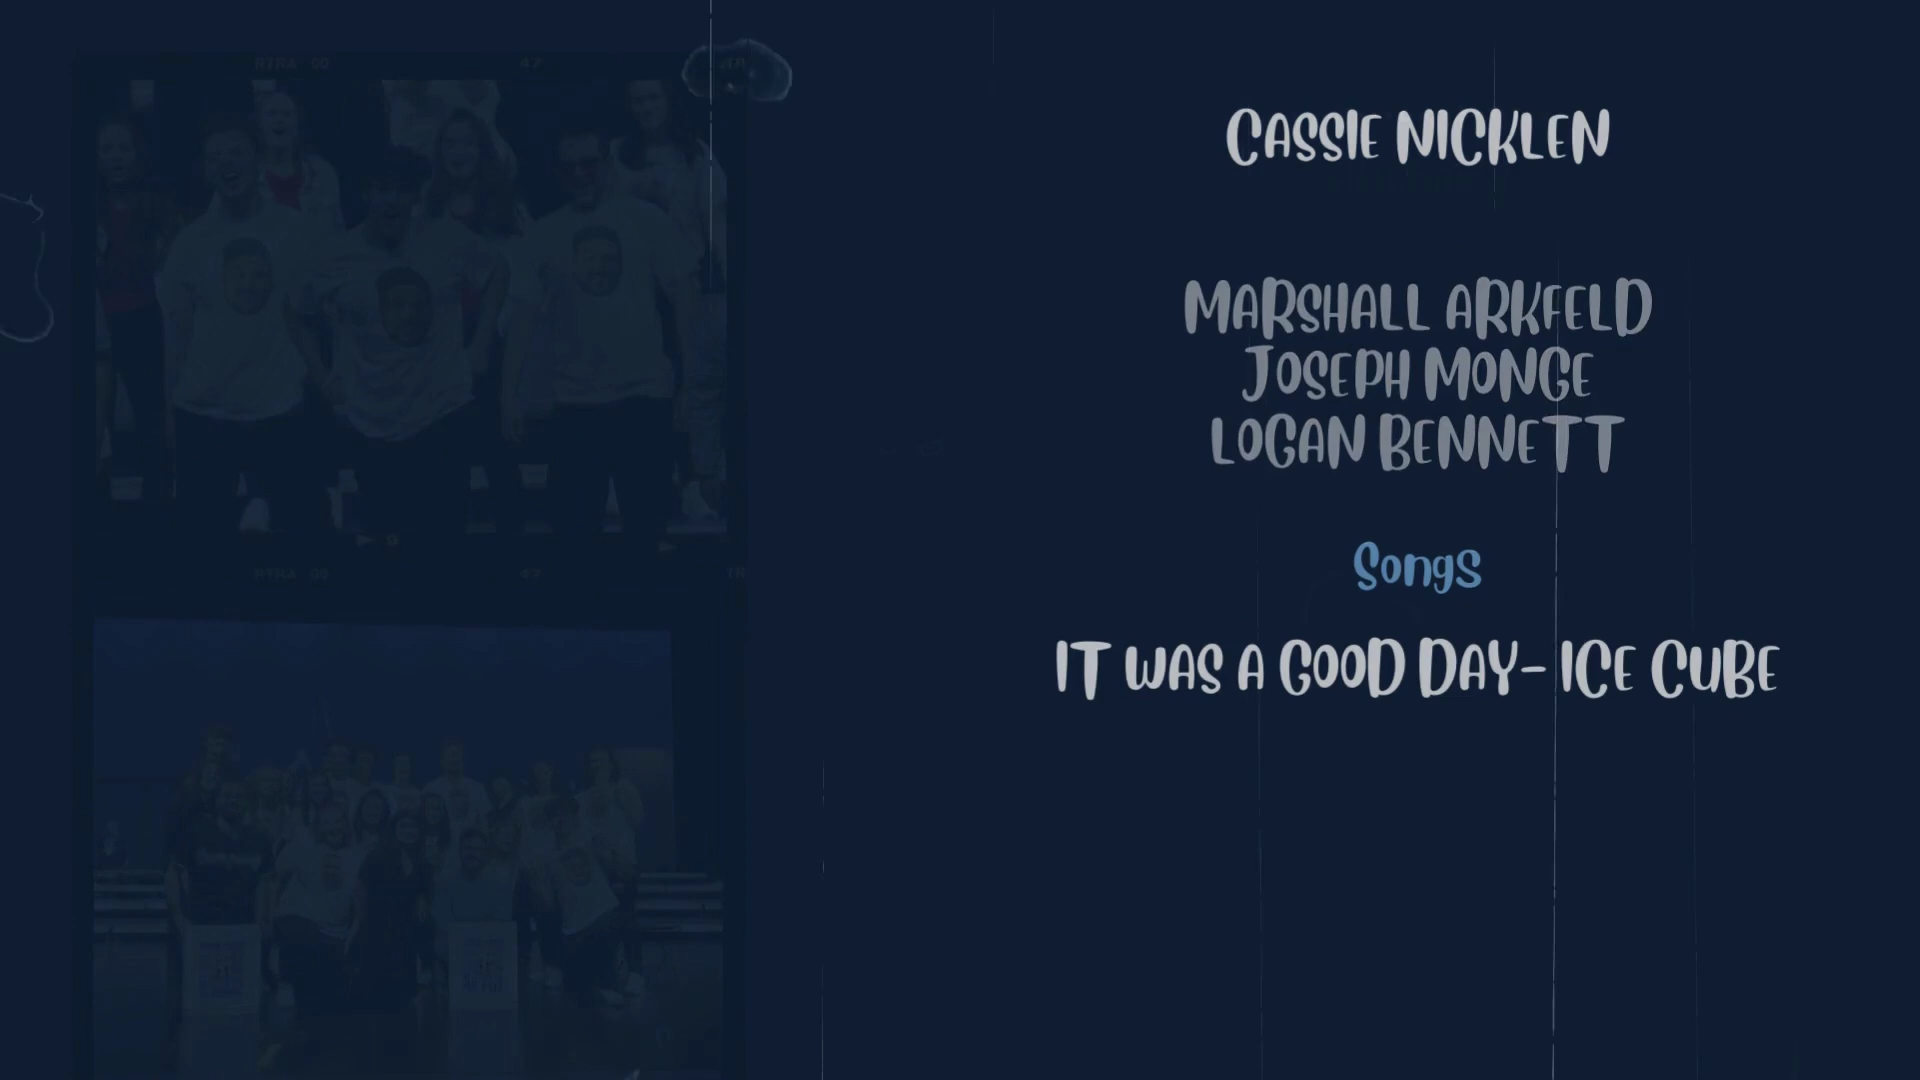 CASSIE NICKLEN
MARSHALL ARKFELD
JOSEPH MONGE
LOGAN BENNETT
Songs
IT WAS A GOOD DAY- ICE CUBE